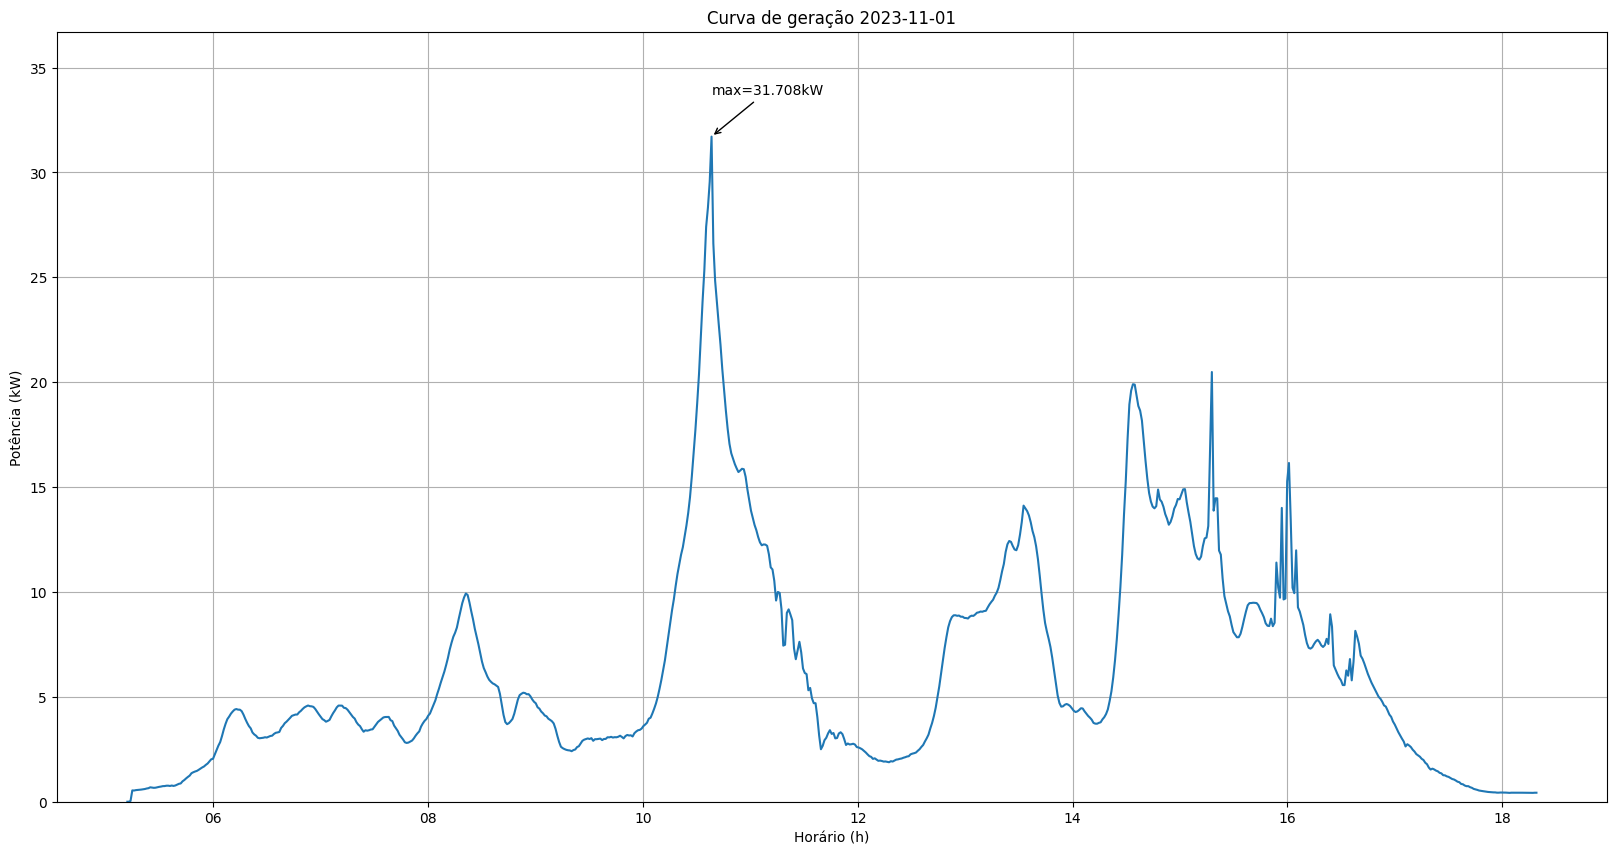 Curva de geração 2023-11-01
35
max=31.708kW
30
25
20
Potência (kW)
15
10
5
0
06 08 10 12 14 16 18
Horário (h)